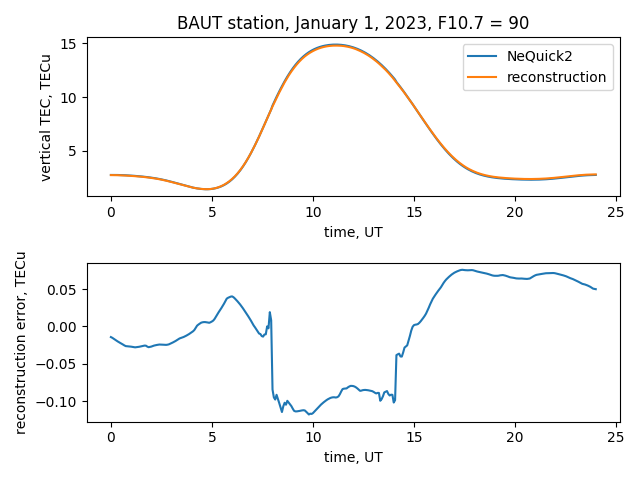 BAUT station, January 1, 2023, F10.7 = 90
vertical TEC, TECu
15
10
5
NeQuick2
reconstruction
0 5 10 15 20 25
time, UT
reconstruction error, TECu
0.05
0.00
−0.05
−0.10
0 5 10 15 20 25
time, UT